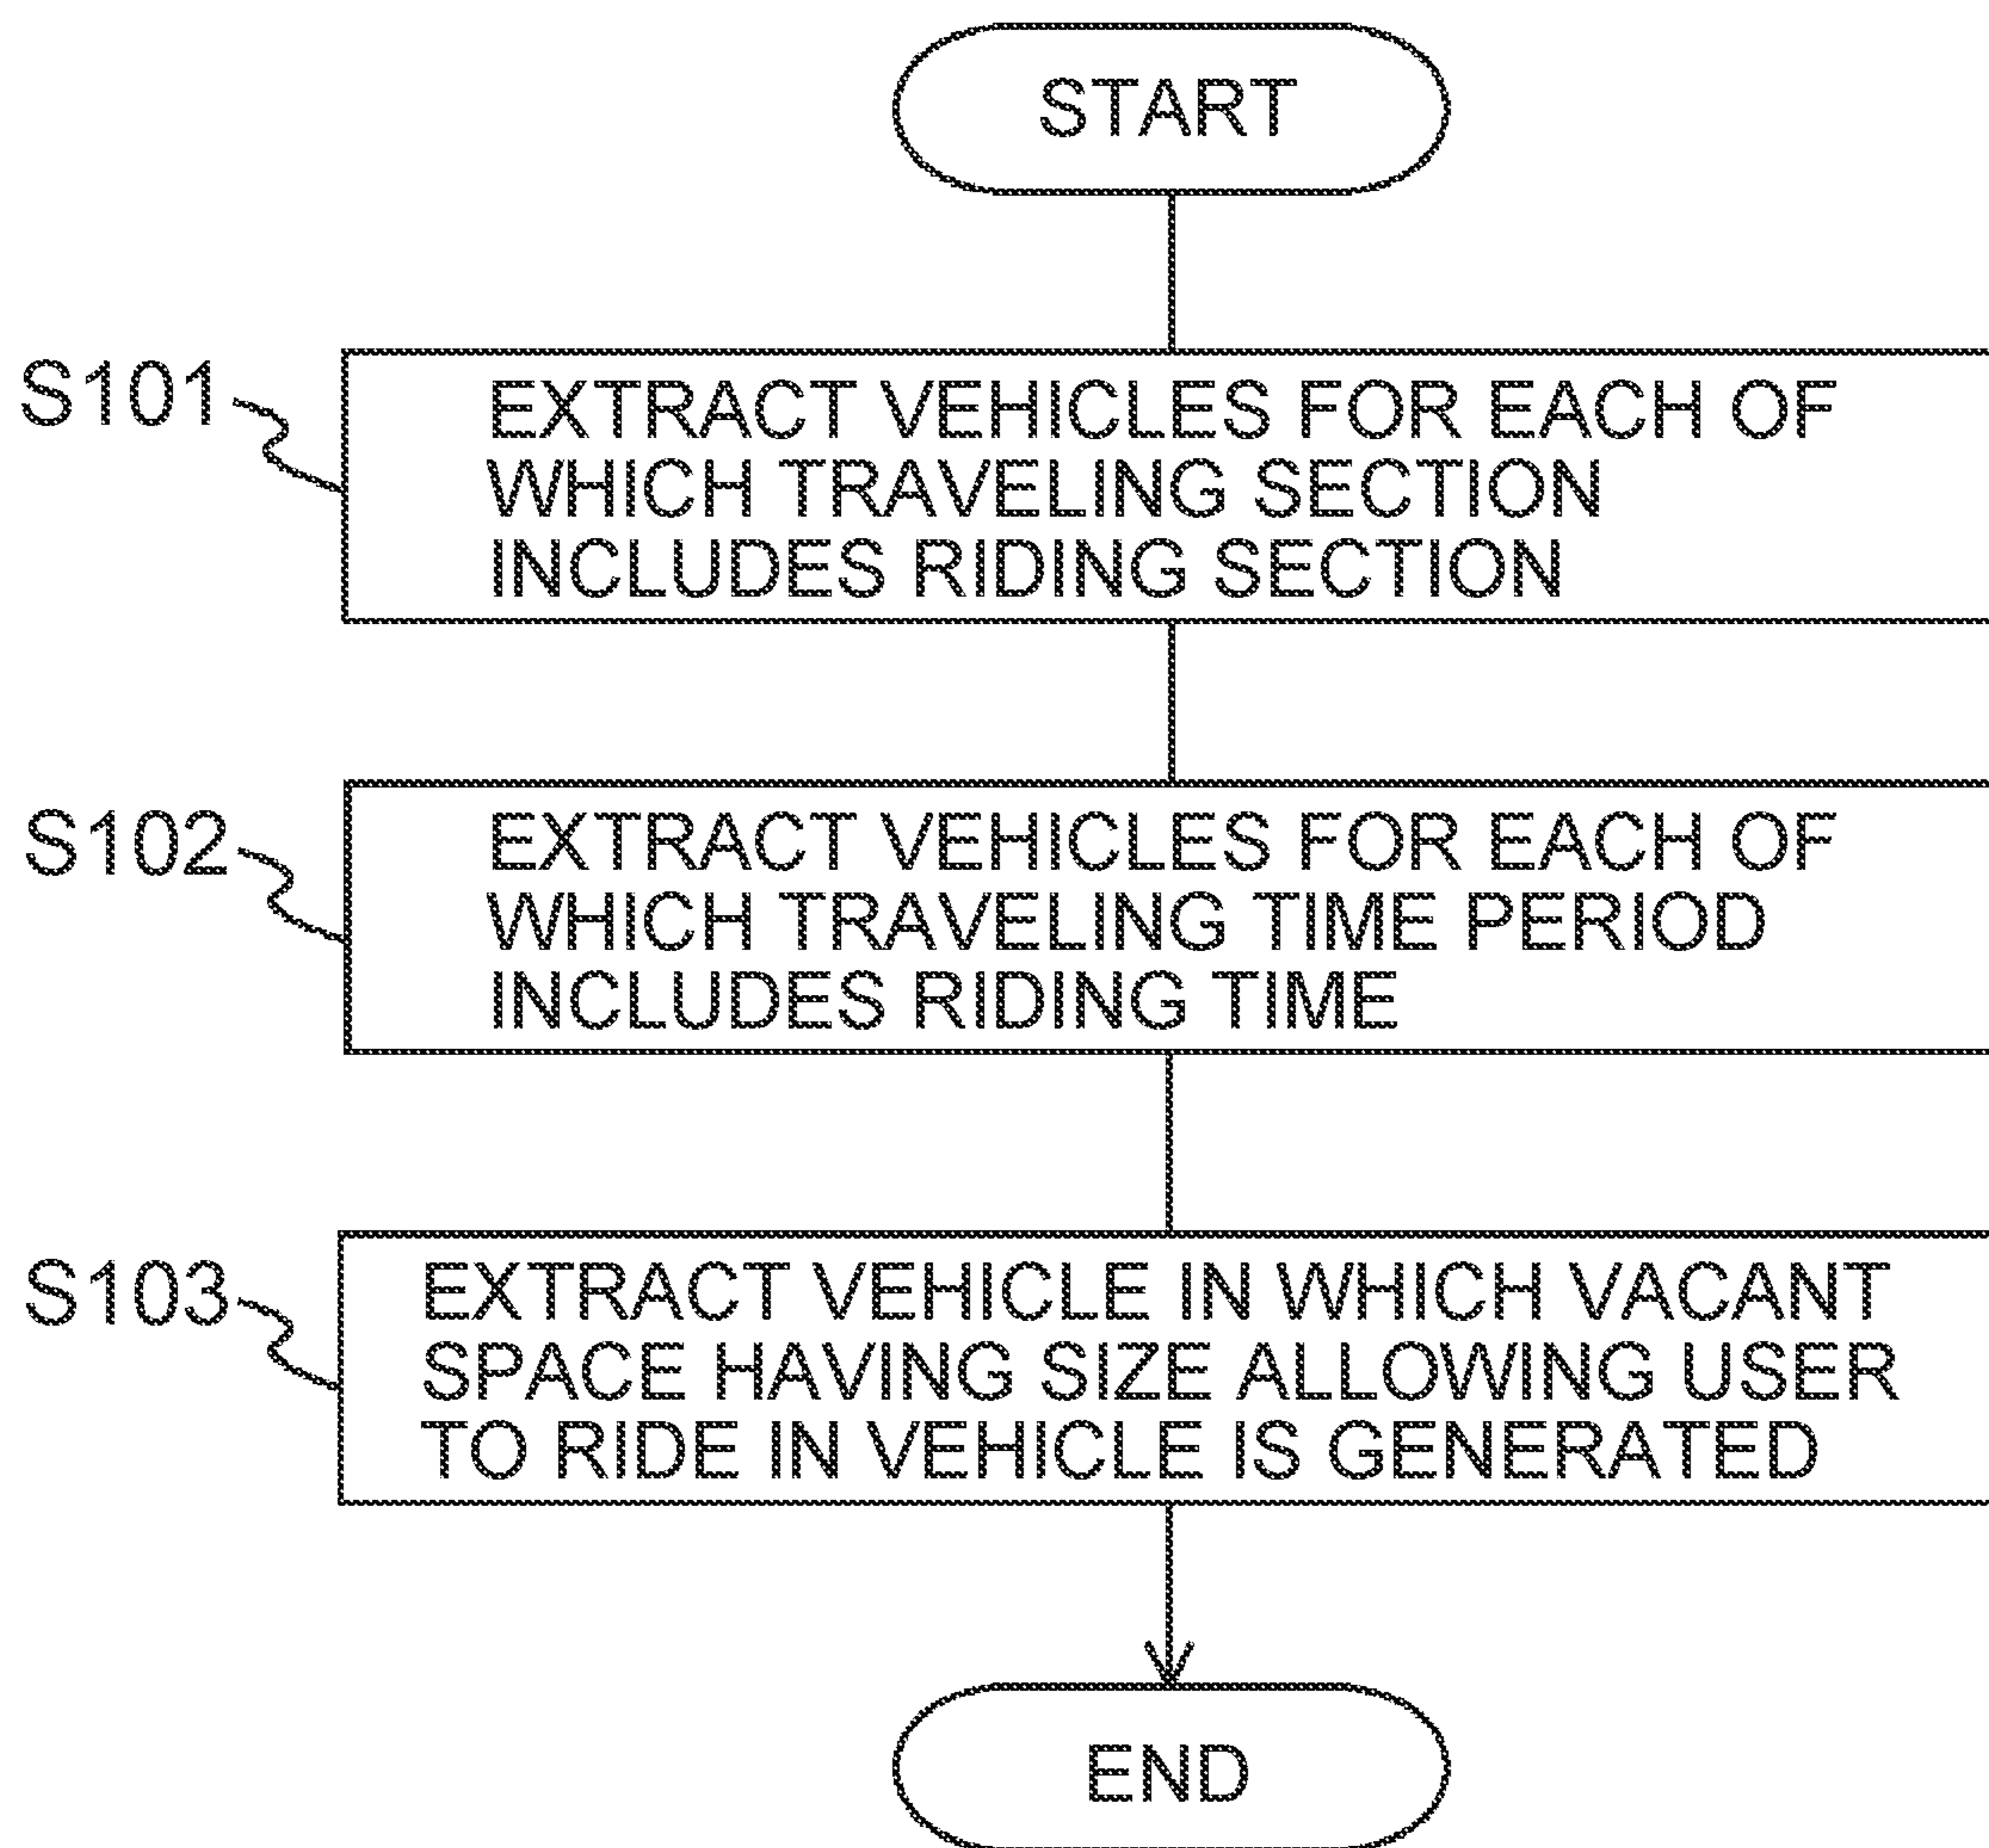 START
S101
EXTRACT VEHICLES FOR EACH OF
WHICH TRAVELING SECTION
INCLUDES RIDING SECTION
S102
EXTRACT VEHICLES FOR EACH OF
WHICH TRAVELING TIME PERIOD
INCLUDES RIDING TIME
S103
EXTRACT VEHICLE IN WHICH VACANT
SPACE HAVING SIZE ALLOWING USER
TO RIDE IN VEHICLE IS GENERATED
END